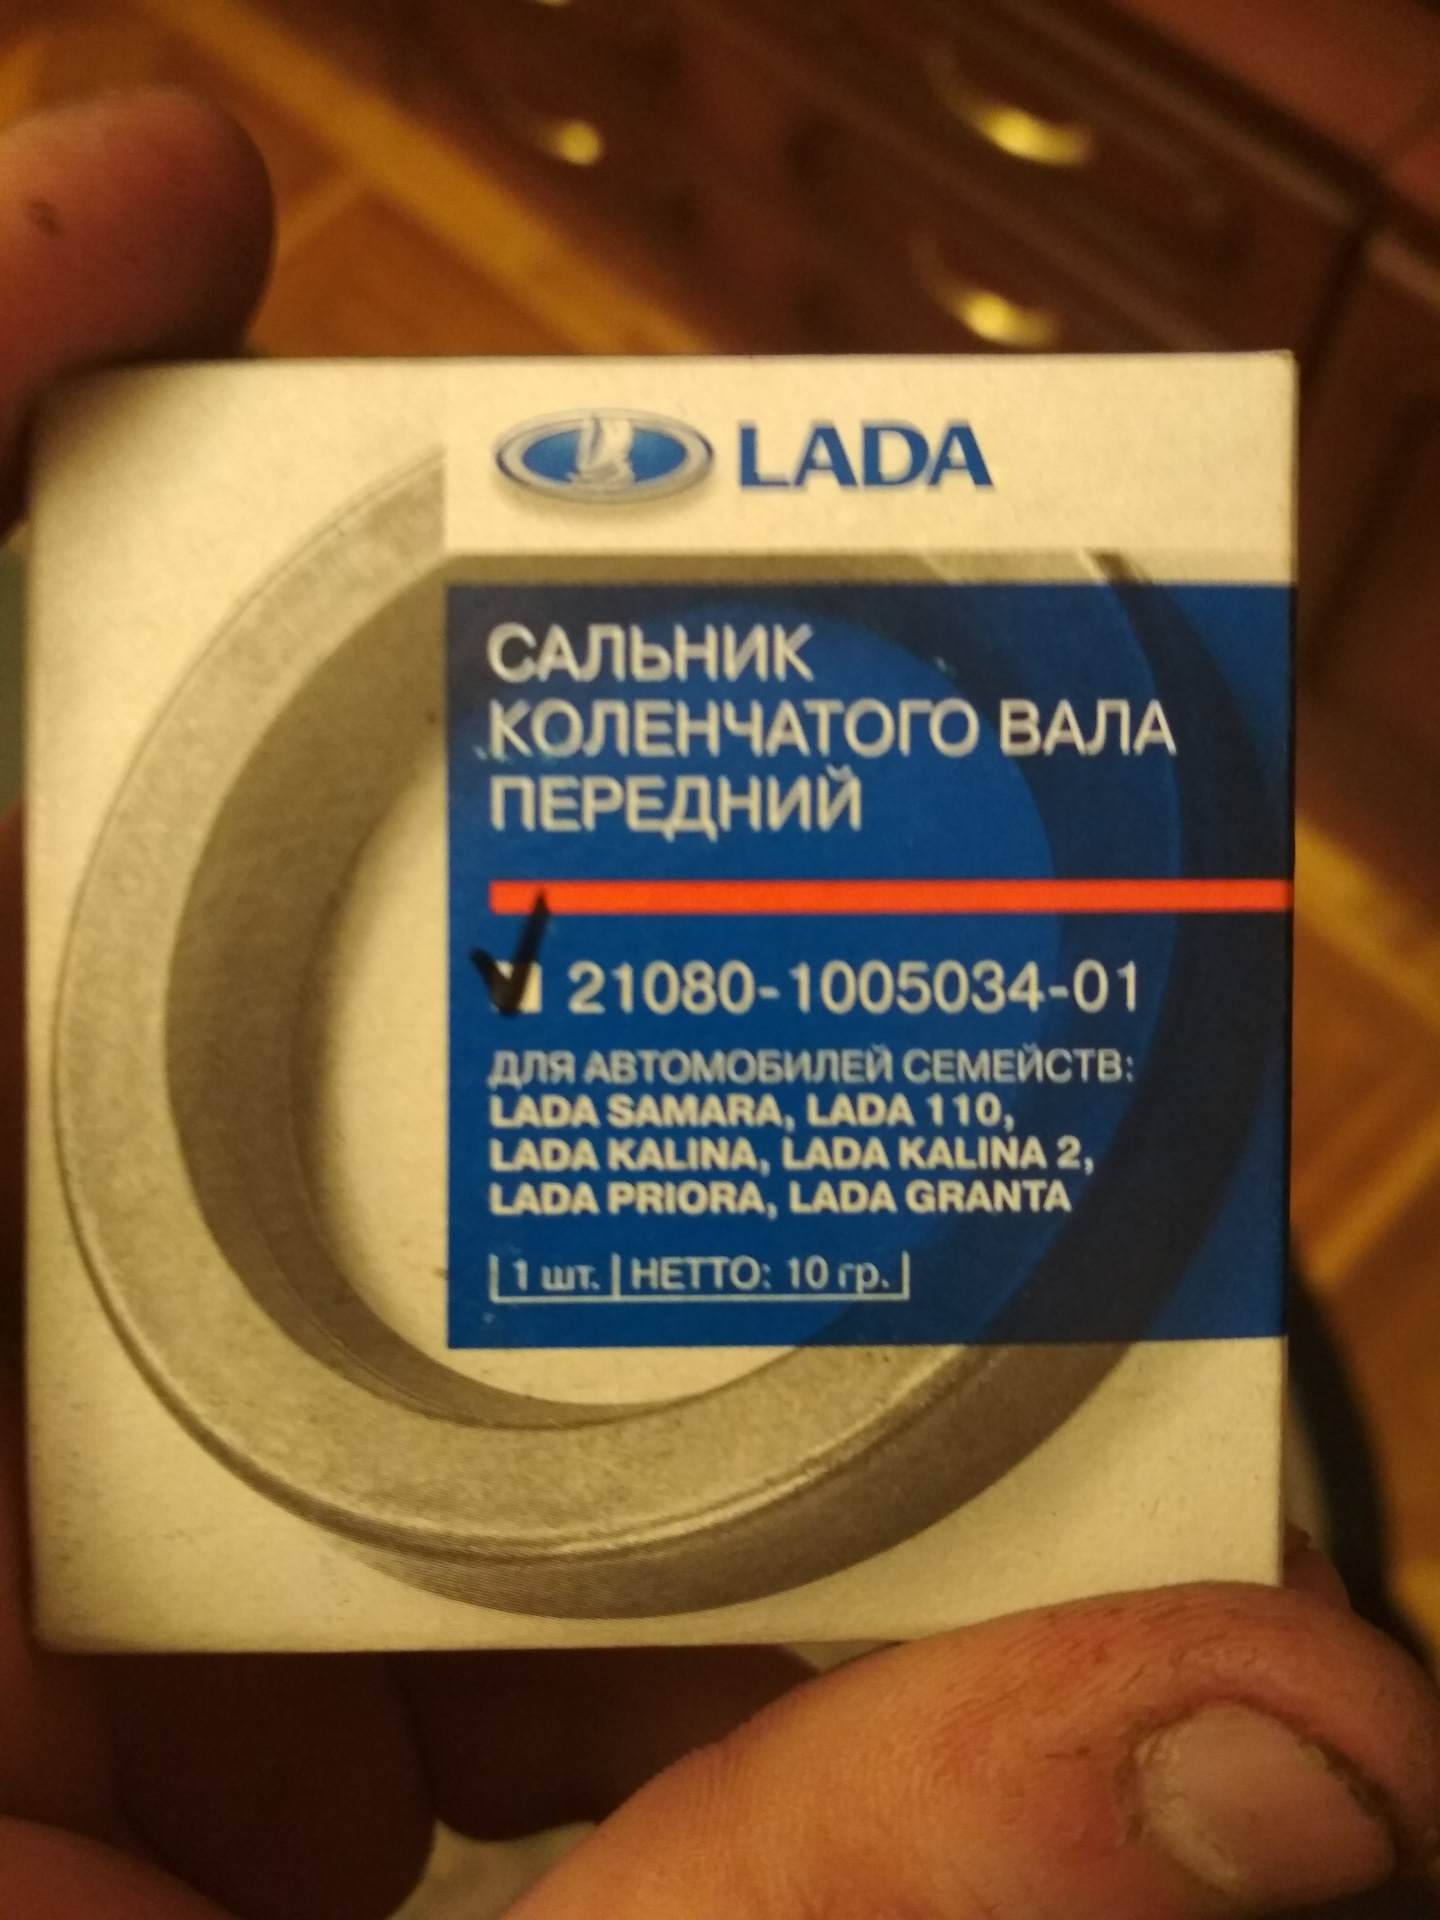 LADA
САЛЬНИК
КОЛЕНЧАТОГО ВАЛА
ПЕРЕДНИЙ
21080-1005034-01
ДЛЯ АВТОМОБИЛЕЙ СЕМЕЙСТВ:
LADA SAMARA, LADA 110,
LADA KALINA, LADA KALINA 2,
LADA PRIORA, LADA GRANTA
1 шт. НЕТТО: 10 гр.